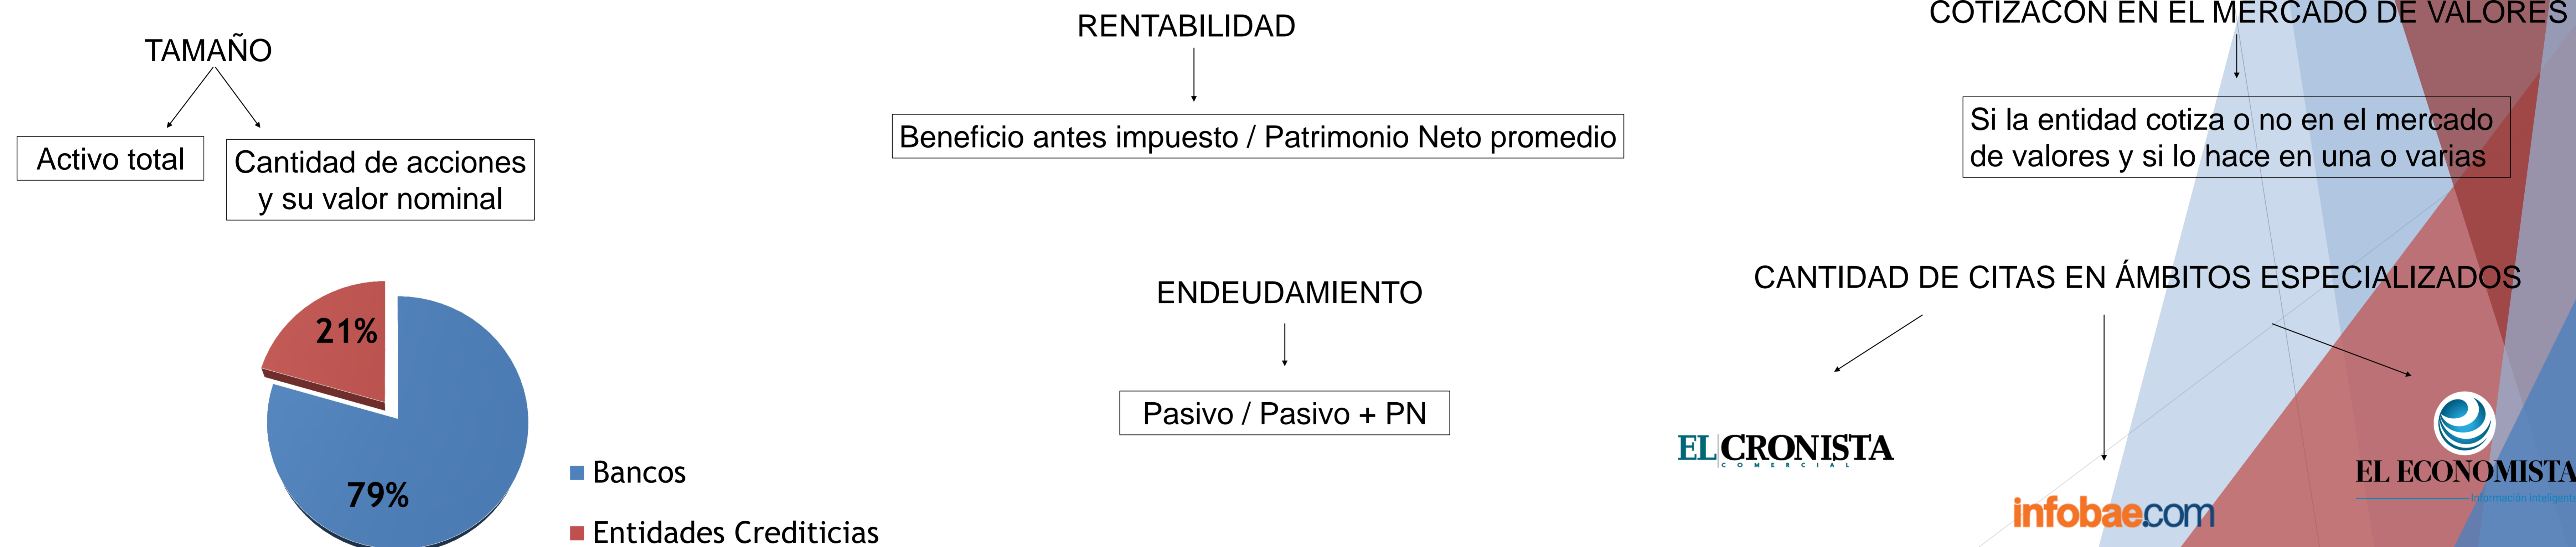 TAMAÑO
Activo total
Cantidad de acciones
y su valor nominal
21%
79%
Bancos
Entidades Crediticias
RENTABILIDAD
Beneficio antes impuesto / Patrimonio Neto promedio
ENDEUDAMIENTO
Pasivo / Pasivo + PN
COTIZACON EN EL MERCADO DE VALORES
Si la entidad cotiza o no en el mercado
de valores y si lo hace en una o varias
CANTIDAD DE CITAS EN ÁMBITOS ESPECIALIZADOS
EL CRONISTA
COMERCIAL
infobae.com
EL ECONOMISTA
Información inteligente